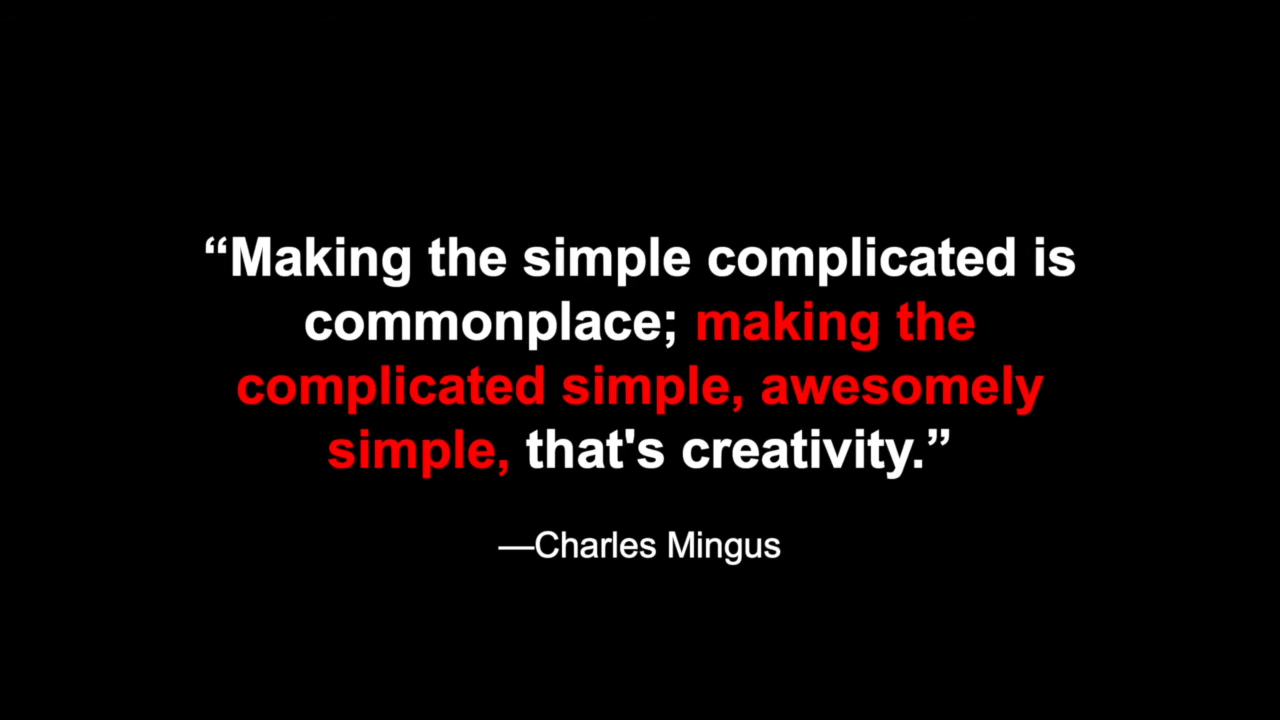 “Making the simple complicated is
commonplace; making the
complicated simple, awesomely
simple, that's creativity.”
—Charles Mingus